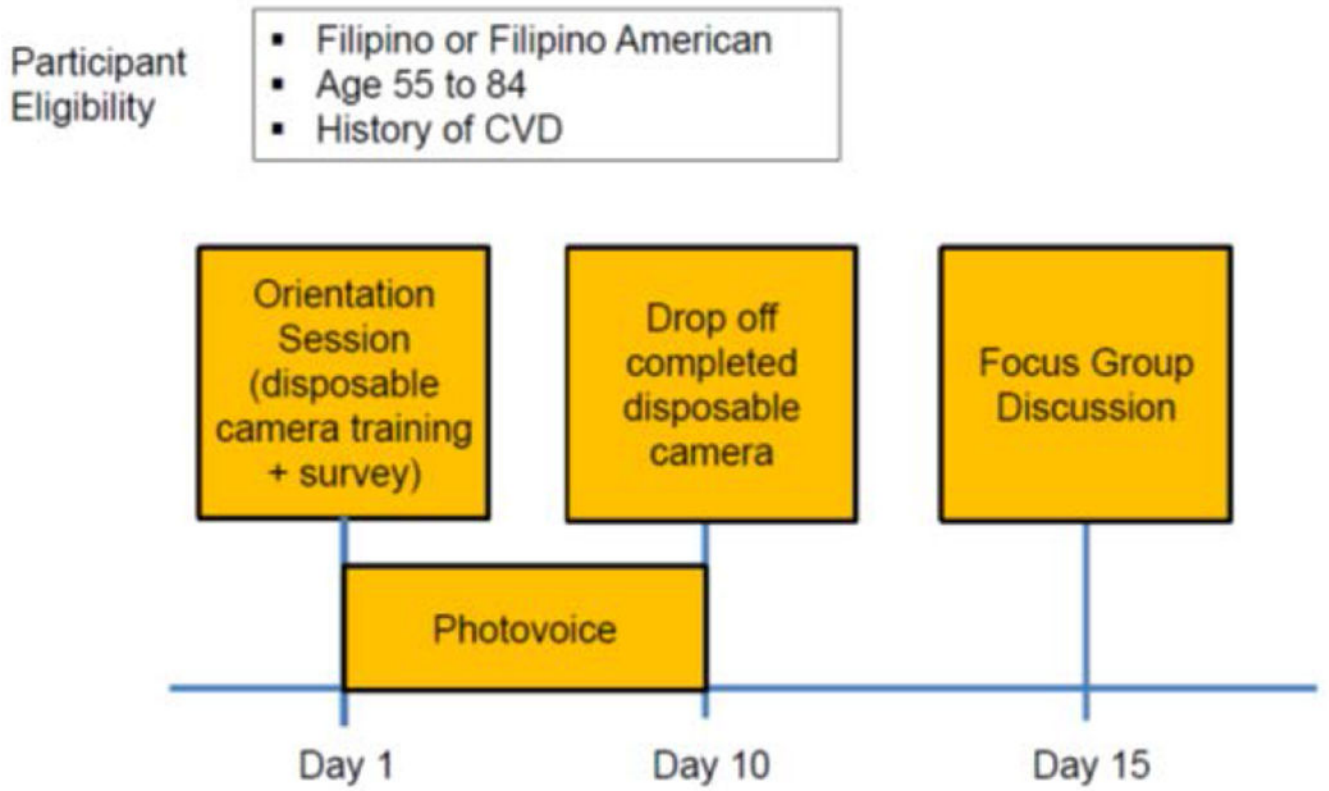 Participant
Eligibility
▪ Filipino or Filipino American
▪ Age 55 to 84
▪ History of CVD
Orientation
Session
(disposable
camera training
+ survey)
Drop off
completed
disposable
camera
Focus Group
Discussion
Photovoice
Day 1
Day 10
Day 15